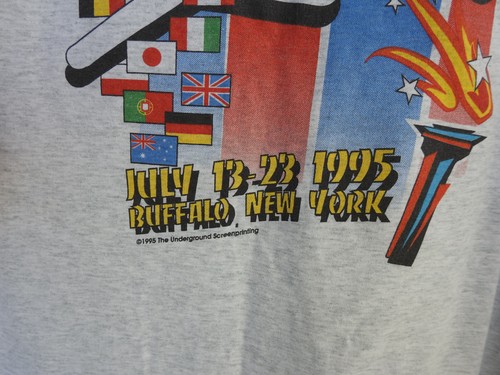 JULY 13-23 1995
BUFFALO, NEW YORK
©1995 The Underground Screenprinting